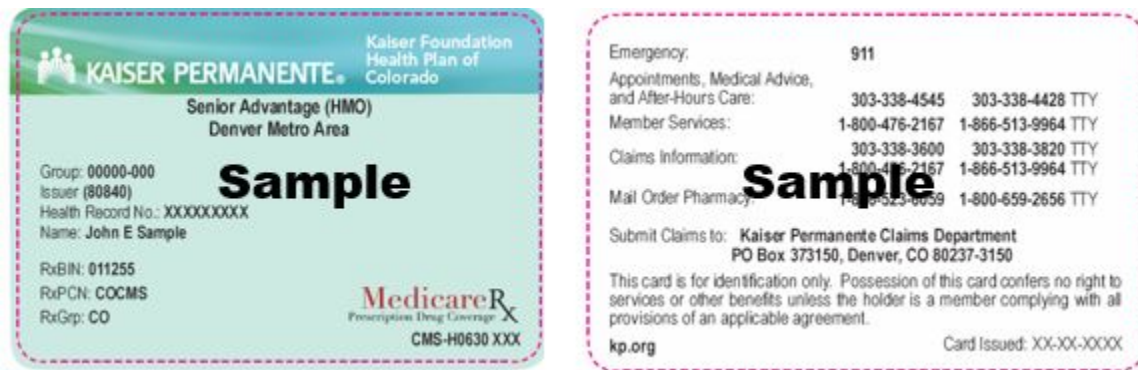 KAISER PERMANENTE®
Kaiser Foundation
Health Plan of
Colorado
Senior Advantage (HMO)
Denver Metro Area
Group: 00000-000
Issuer (80840)
Health Record No.: XXXXXXXXX
Name: John E Sample
Sample
RxBIN: 011255
RxPCN: COCMS
RxGrp: CO
MedicareRx
Prescription Drug Coverage
CMS-H0630 XXX
Emergency: 911
Appointments, Medical Advice,
and After-Hours Care: 303-338-4545 303-338-4428 TTY
Member Services: 1-800-476-2167 1-866-513-9964 TTY
Claims Information: 303-338-3600 303-338-3820 TTY
1-866-513-9964 TTY
Sample
Mail Order Pharmacy: 1-800-659-2656 TTY
Submit Claims to: Kaiser Permanente Claims Department
PO Box 373150, Denver, CO 80237-3150
This card is for identification only. Possession of this card confers no right to
services or other benefits unless the holder is a member complying with all
provisions of an applicable agreement.
kp.org
Card Issued: XX-XX-XXXX